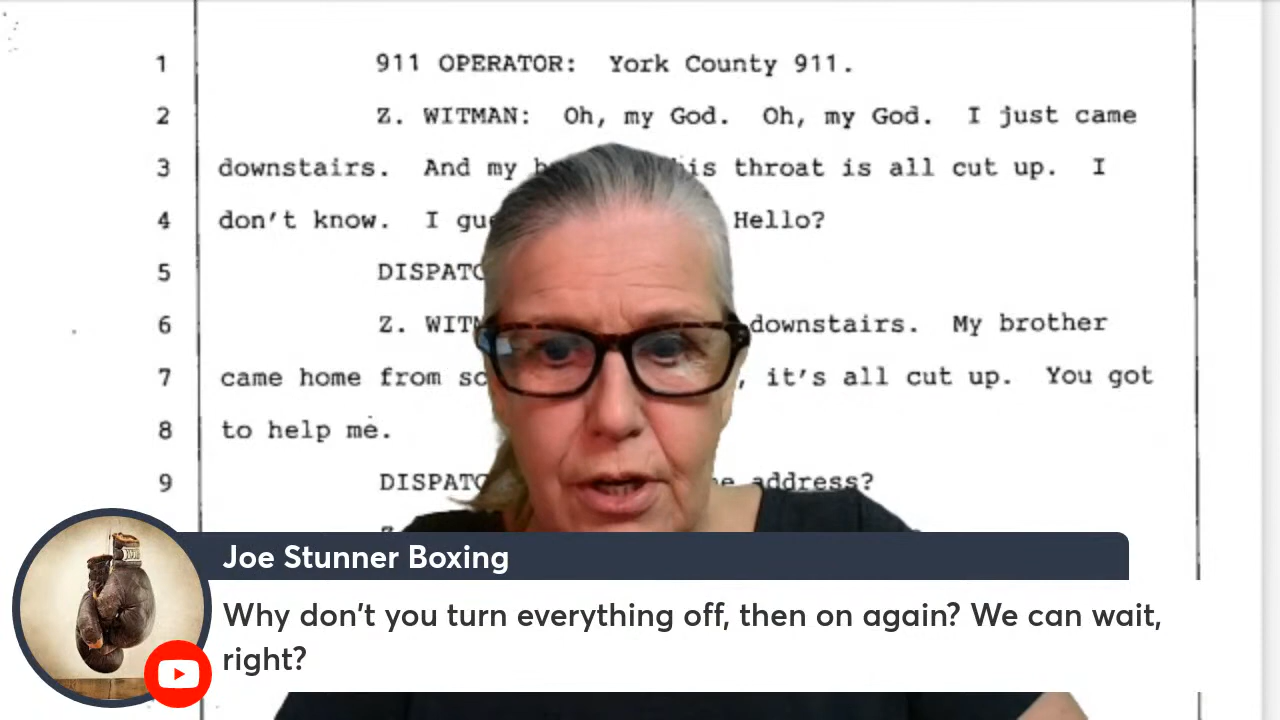 1 911 OPERATOR: York County 911.
2 Z. WITMAN: Oh, my God. Oh, my God. I just came
3 downstairs. And my throat is all cut up. I
4 don't know. I Hello?
5
6 Z. downstairs. My brother
7 came home from it's all cut up. You got
8 to help me.
9 address?
Joe Stunner Boxing
Why don't you turn everything off, then on again? We can wait,
right?